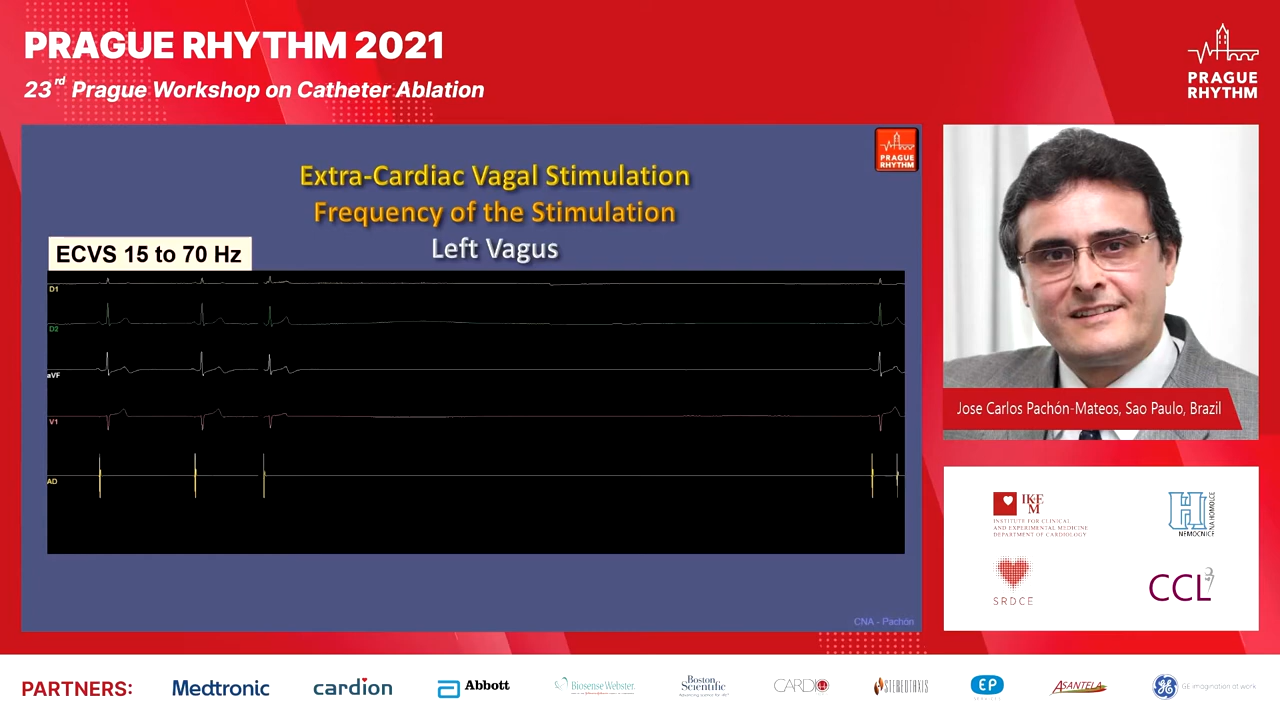 PRAGUE RHYTHM 2021
23rd Prague Workshop on Catheter Ablation
PRAGUE
RHYTHM
PRAGUE
RHYTHM
Extra-Cardiac Vagal Stimulation
Frequency of the Stimulation
Left Vagus
ECVS 15 to 70 Hz
D1
D2
aVF
V1
AD
CNA - Pachón
Jose Carlos Pachón-Mateos, Sao Paulo, Brazil
IKE
M
INSTITUTE FOR CLINICAL
AND EXPERIMENTAL MEDICINE
DEPARTMENT OF CARDIOLOGY
H
NEMOCNICE
NA HOMOLCE
SRDCE
CCL
PARTNERS:
Medtronic
cardion
Abbott
Biosense Webster
Boston
Scientific
CARDIO
STEREOTAXIS
EP
SERVICES
ASANTELA
GE imagination at work